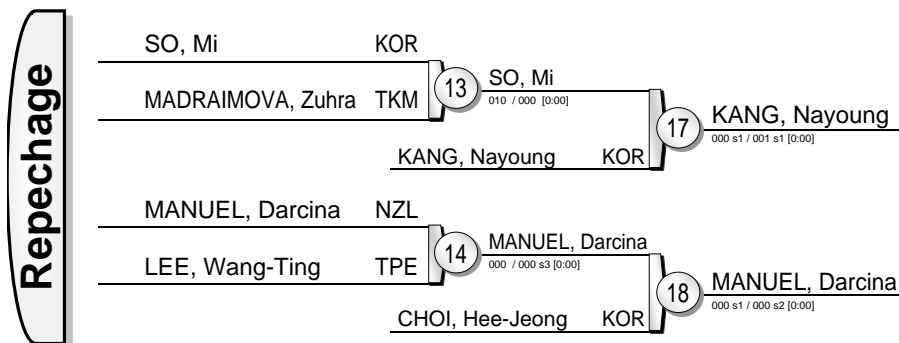 Repechage
SO, Mi KOR
MADRAIMOVA, Zuhra TKM
13
SO, Mi
010 / 000 [0:00]
KANG, Nayoung KOR
17
KANG, Nayoung
000 s1 / 001 s1 [0:00]
MANUEL, Darcina NZL
LEE, Wang-Ting TPE
14
MANUEL, Darcina
000 / 000 s3 [0:00]
CHOI, Hee-Jeong KOR
18
MANUEL, Darcina
000 s1 / 000 s2 [0:00]